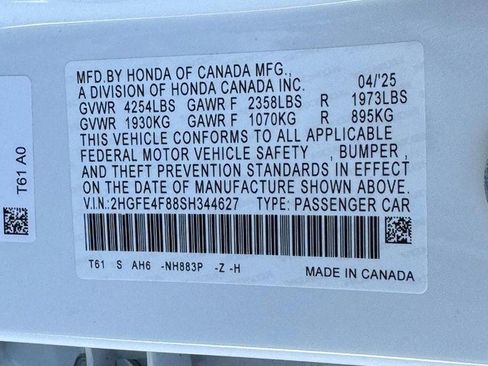 MFD.BY HONDA OF CANADA MFG., 04/'25
A DIVISION OF HONDA CANADA INC.
GVWR 4254LBS GAWR F 2358LBS R 1973LBS
GVWR 1930KG GAWR F 1070KG R 895KG
THIS VEHICLE CONFORMS TO ALL APPLICABLE
FEDERAL MOTOR VEHICLE SAFETY , BUMPER,
AND THEFT PREVENTION STANDARDS IN EFFECT
ON THE DATE OF MANUFACTURE SHOWN ABOVE.
V.I.N.:2HGFE4F88SH344627 TYPE: PASSENGER CAR
T61 S AH6 -NH883P -Z -H
MADE IN CANADA
T61 A0